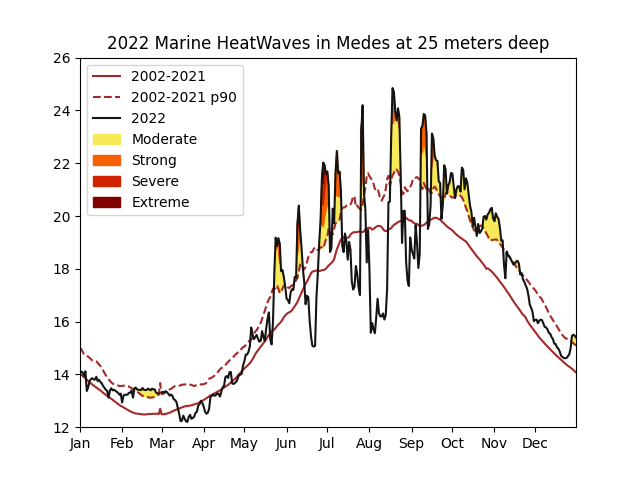 2022 Marine HeatWaves in Medes at 25 meters deep
26
24
22
20
18
16
14
12
2002-2021
2002-2021 p90
2022
Moderate
Strong
Severe
Extreme
Jan Feb Mar Apr May Jun Jul Aug Sep Oct Nov Dec